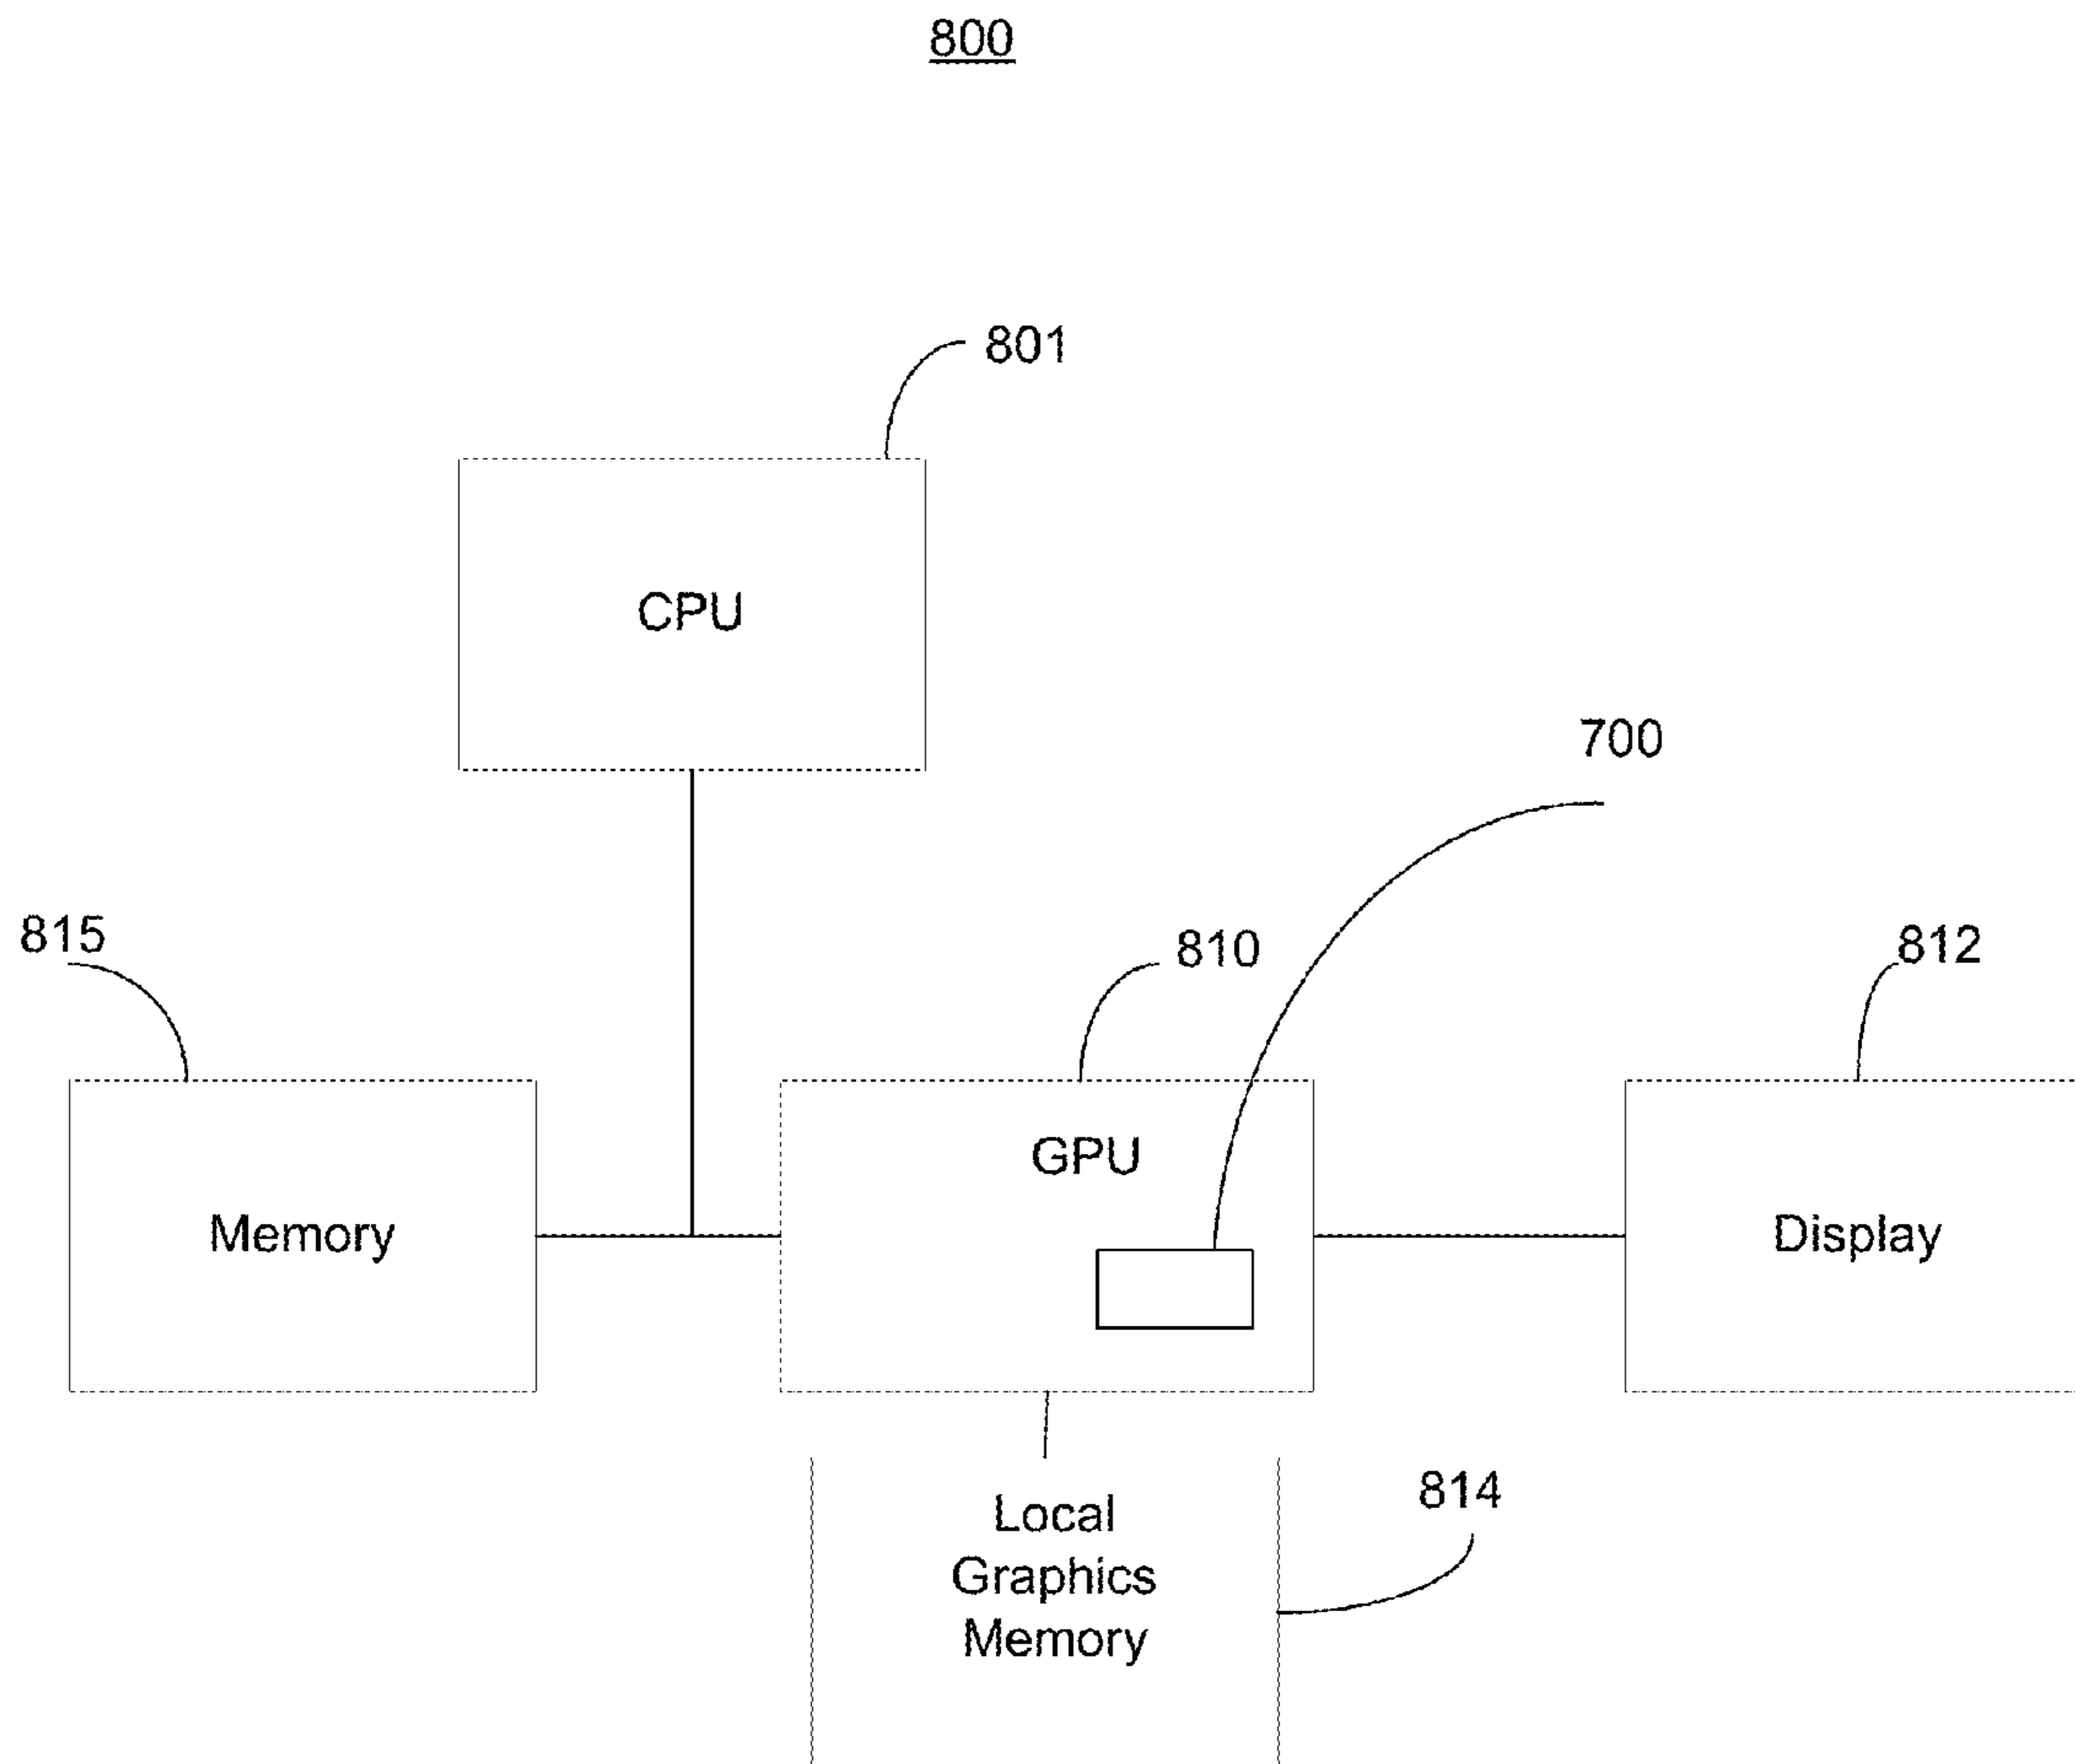 800
801
CPU
700
815
810
812
GPU
Memory
Display
814
Local
Graphics
Memory